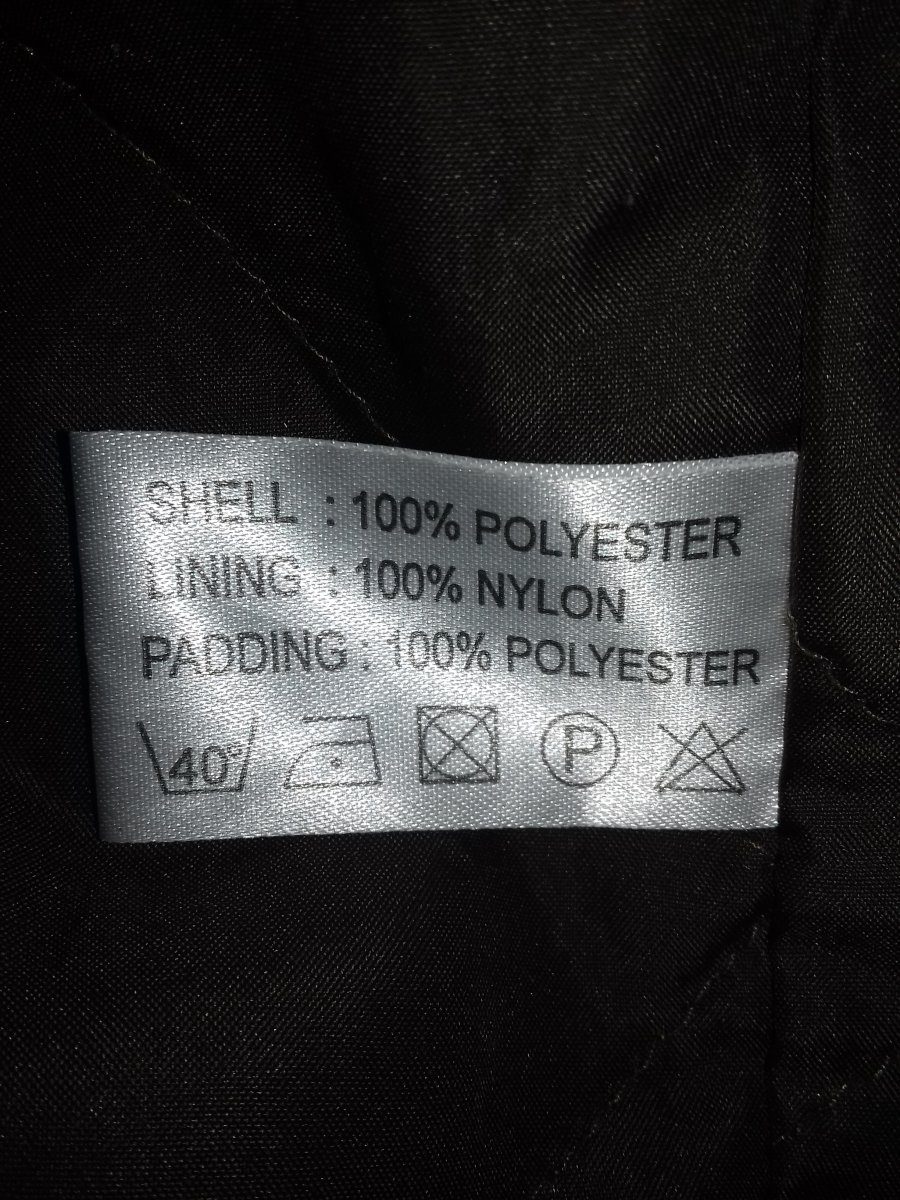 SHELL : 100% POLYESTER
LINING : 100% NYLON
PADDING : 100% POLYESTER
40° P